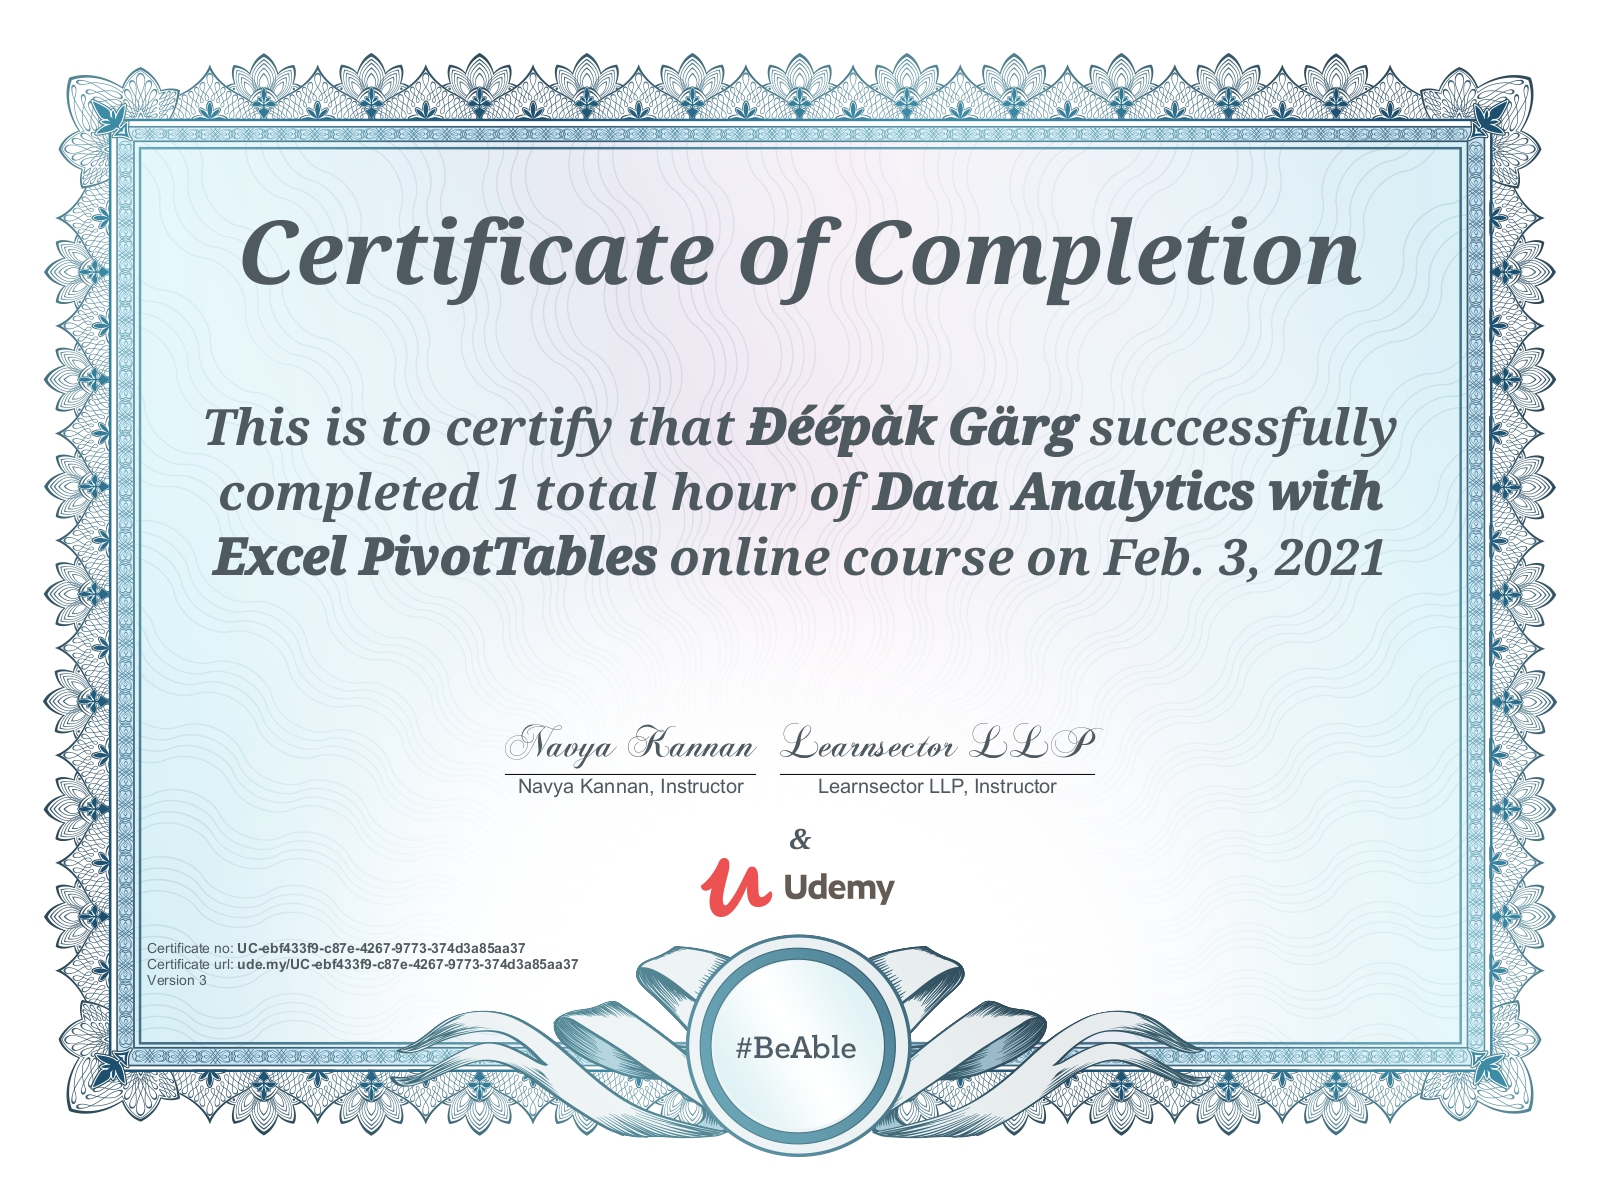 Certificate of Completion
This is to certify that Đéépàk Gärg successfully
completed 1 total hour of Data Analytics with
Excel PivotTables online course on Feb. 3, 2021
Navya Kannan Learnsector LLP
Navya Kannan, Instructor Learnsector LLP, Instructor
&
Udemy
Certificate no: UC-ebf433f9-c87e-4267-9773-374d3a85aa37
Certificate url: ude.my/UC-ebf433f9-c87e-4267-9773-374d3a85aa37
Version 3
#BeAble